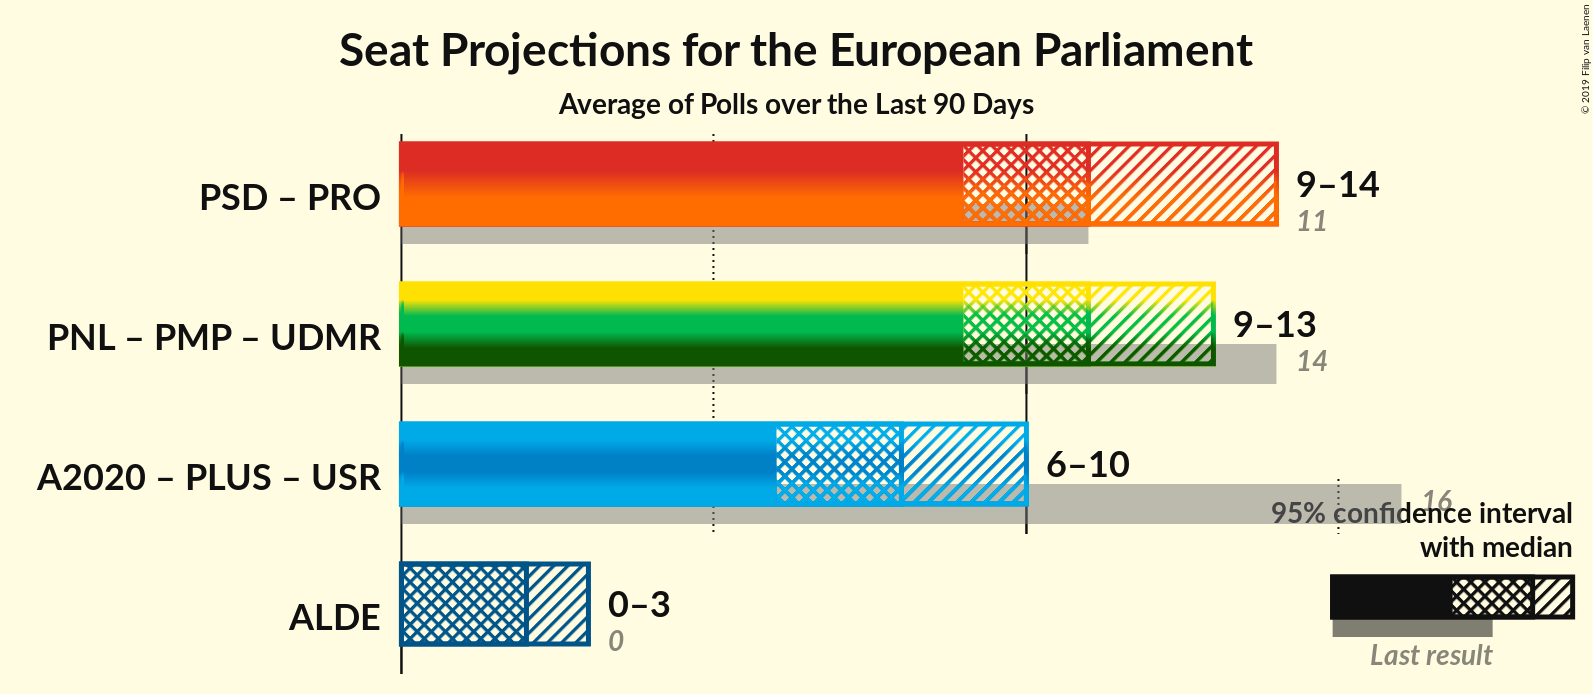 Seat Projections for the European Parliament
Average of Polls over the Last 90 Days
© 2019 Filip van Laenen
PSD – PRO
9–14
11
PNL – PMP – UDMR
9–13
14
A2020 – PLUS – USR
6–10
16
ALDE
0–3
0
95% confidence interval
with median
Last result